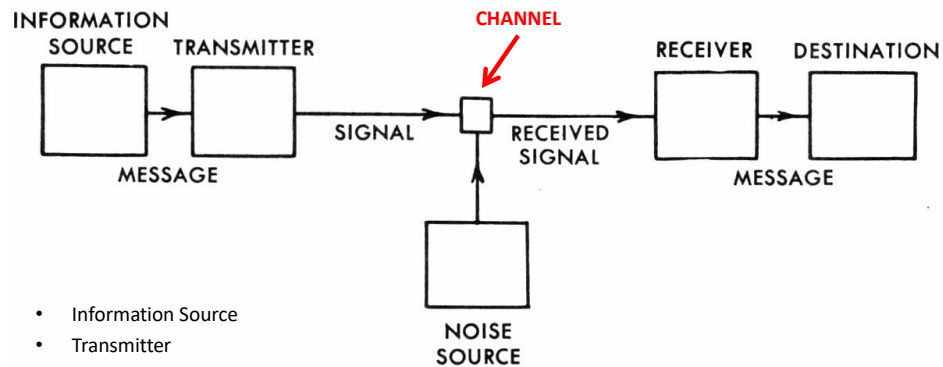 CHANNEL
INFORMATION
SOURCE
TRANSMITTER
RECEIVER
DESTINATION
SIGNAL
RECEIVED
SIGNAL
MESSAGE
MESSAGE
NOISE
SOURCE
• Information Source
• Transmitter